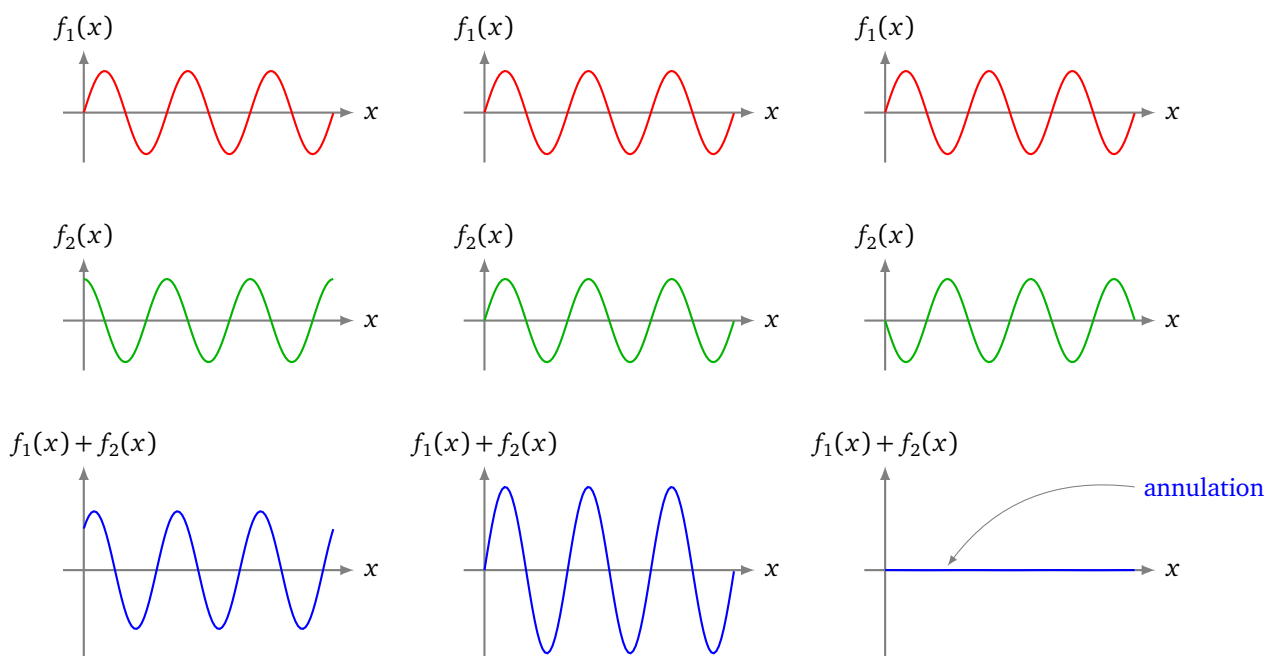 f₁(x) f₁(x) f₁(x)
x x x
f₂(x) f₂(x) f₂(x)
x x x
f₁(x) + f₂(x) f₁(x) + f₂(x) f₁(x) + f₂(x)
annulation
x x x